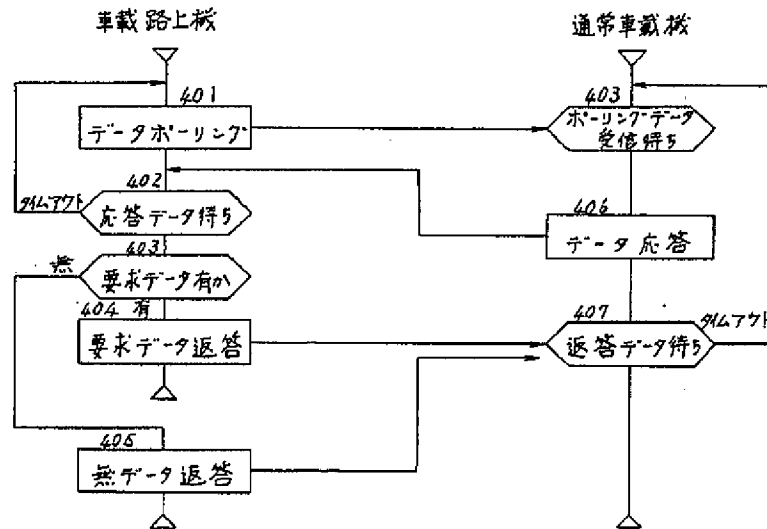 車載路上機
通常車載機
401
データポーリング
403
ポーリングデータ
受信待ち
402
タイムアウト
応答データ待ち
406
データ応答
403
無
要求データ有か
404 有
要求データ返答
407
タイムアウト
返答データ待ち
405
無データ返答